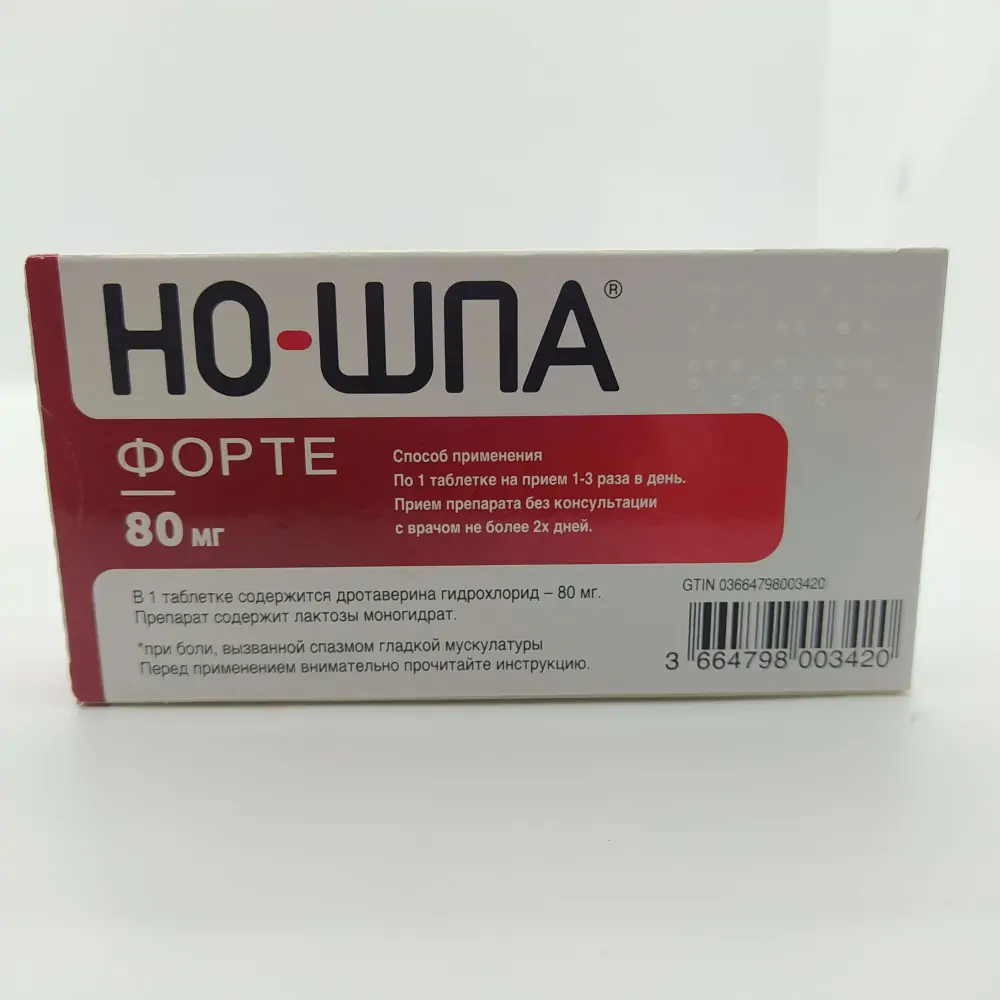 НО-ШПА®
ФОРТЕ
80 мг
Способ применения
По 1 таблетке на прием 1-3 раза в день.
Прием препарата без консультации
с врачом не более 2х дней.
В 1 таблетке содержится дротаверина гидрохлорид – 80 мг.
Препарат содержит лактозы моногидрат.
*при боли, вызванной спазмом гладкой мускулатуры
Перед применением внимательно прочитайте инструкцию.
GTIN 03664798003420
3 664798 003420